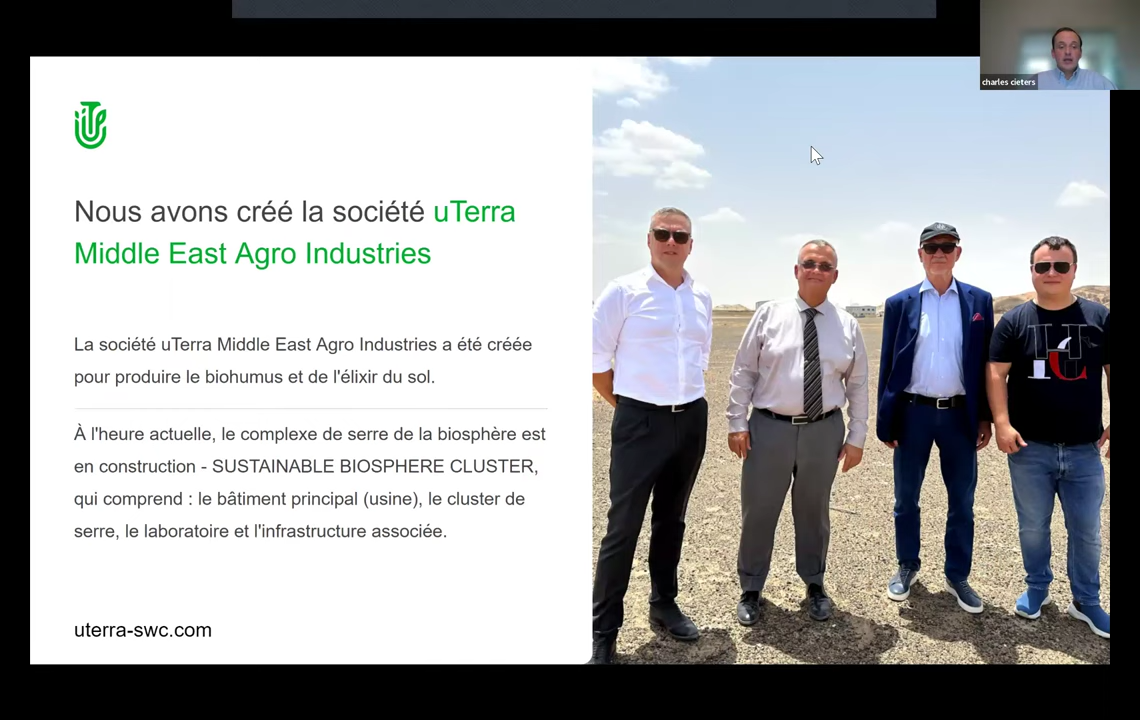 charles cieters
Nous avons créé la société uTerra
Middle East Agro Industries
La société uTerra Middle East Agro Industries a été créée
pour produire le biohumus et de l'élixir du sol.
À l'heure actuelle, le complexe de serre de la biosphère est
en construction - SUSTAINABLE BIOSPHERE CLUSTER,
qui comprend : le bâtiment principal (usine), le cluster de
serre, le laboratoire et l'infrastructure associée.
uterra-swc.com